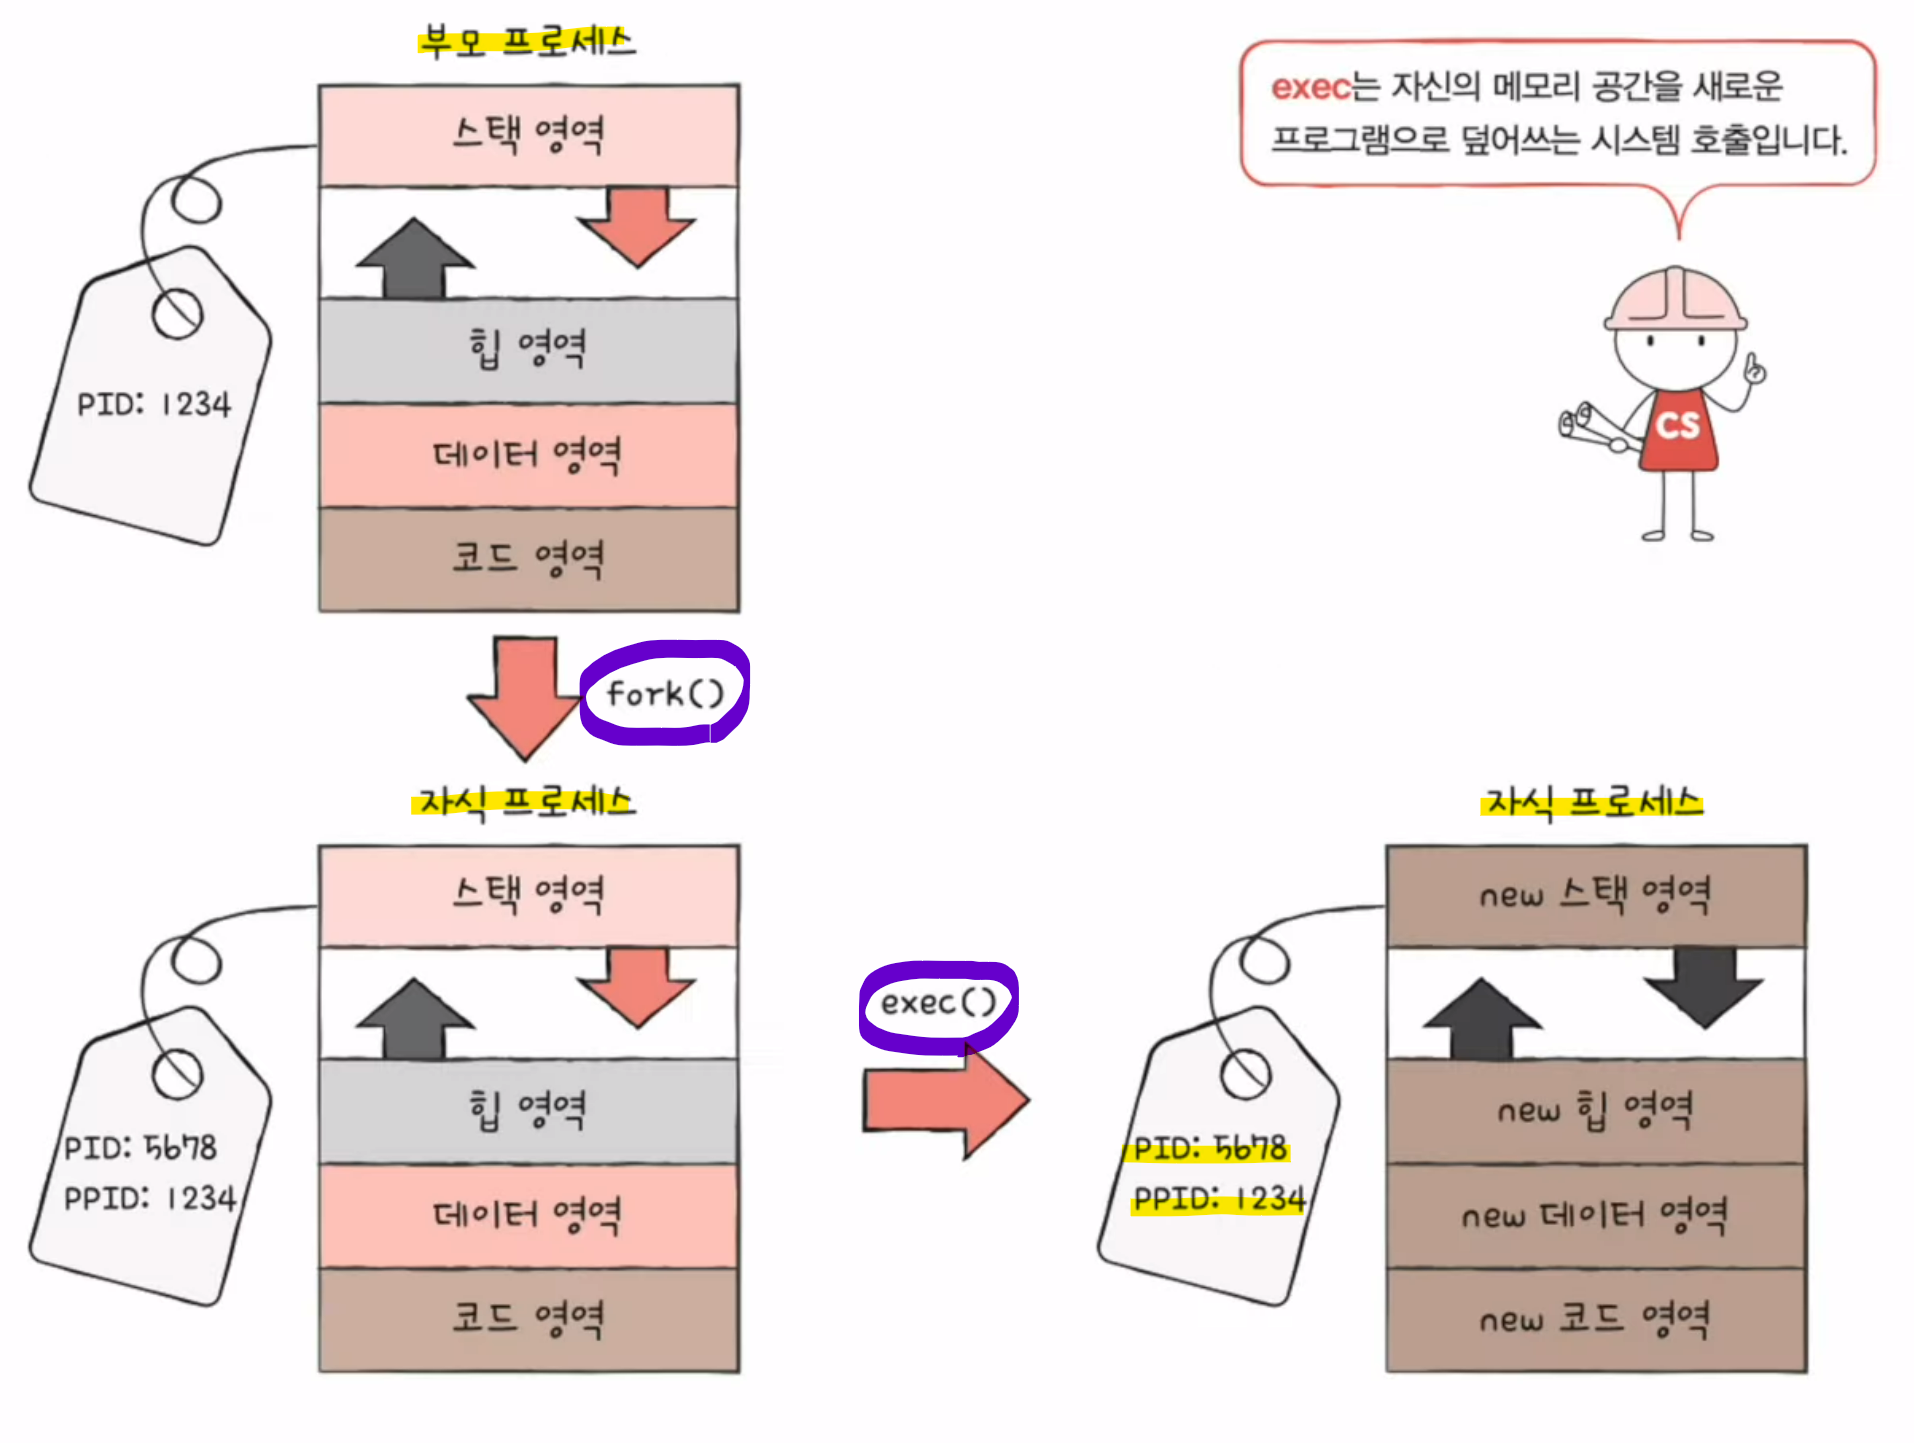 부모 프로세스
스택 영역
힙 영역
데이터 영역
코드 영역
PID: 1234
exec는 자신의 메모리 공간을 새로운
프로그램으로 덮어쓰는 시스템 호출입니다.
CS
fork()
자식 프로세스
스택 영역
힙 영역
데이터 영역
코드 영역
PID: 5678
PPID: 1234
exec()
자식 프로세스
new 스택 영역
new 힙 영역
new 데이터 영역
new 코드 영역
PID: 5678
PPID: 1234